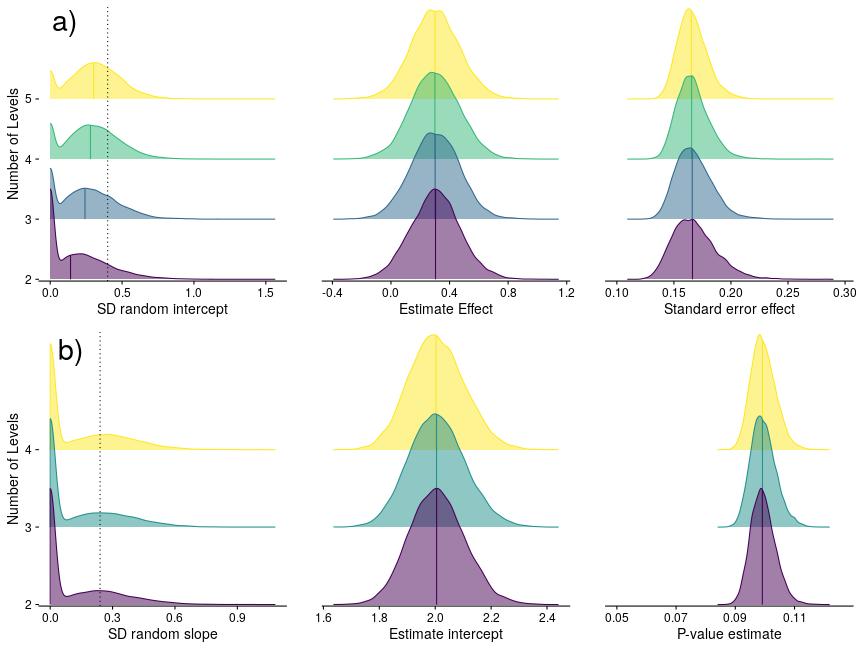 a)
Number of Levels
5
4
3
2
0.0 0.5 1.0 1.5
SD random intercept
-0.4 0.0 0.4 0.8 1.2
Estimate Effect
0.10 0.15 0.20 0.25 0.30
Standard error effect
b)
Number of Levels
4
3
2
0.0 0.3 0.6 0.9
SD random slope
1.6 1.8 2.0 2.2 2.4
Estimate intercept
0.05 0.07 0.09 0.11
P-value estimate